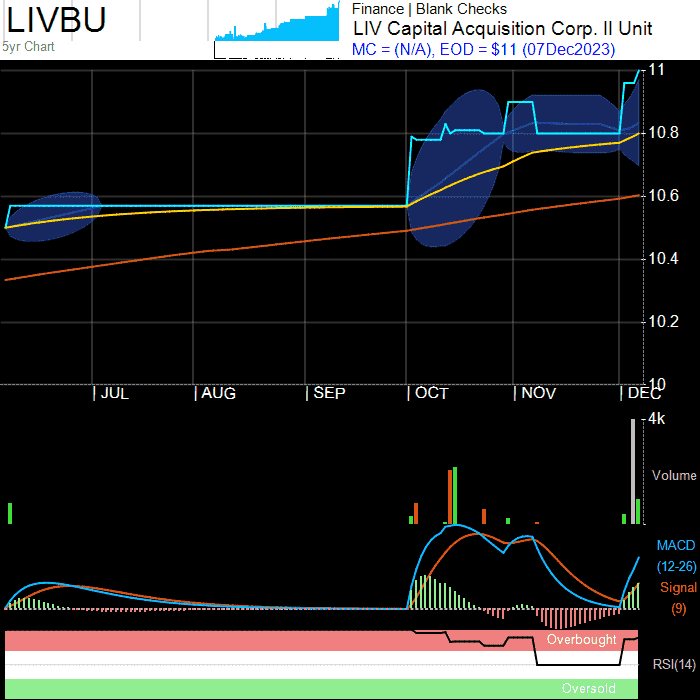 LIVBU
5yr Chart
Finance | Blank Checks
LIV Capital Acquisition Corp. II Unit
MC = (N/A), EOD = $11 (07Dec2023)
11
10.8
10.6
10.4
10.2
10
JUL AUG SEP OCT NOV DEC
4k
Volume
MACD
(12-26)
Signal
(9)
Overbought
RSI(14)
Oversold